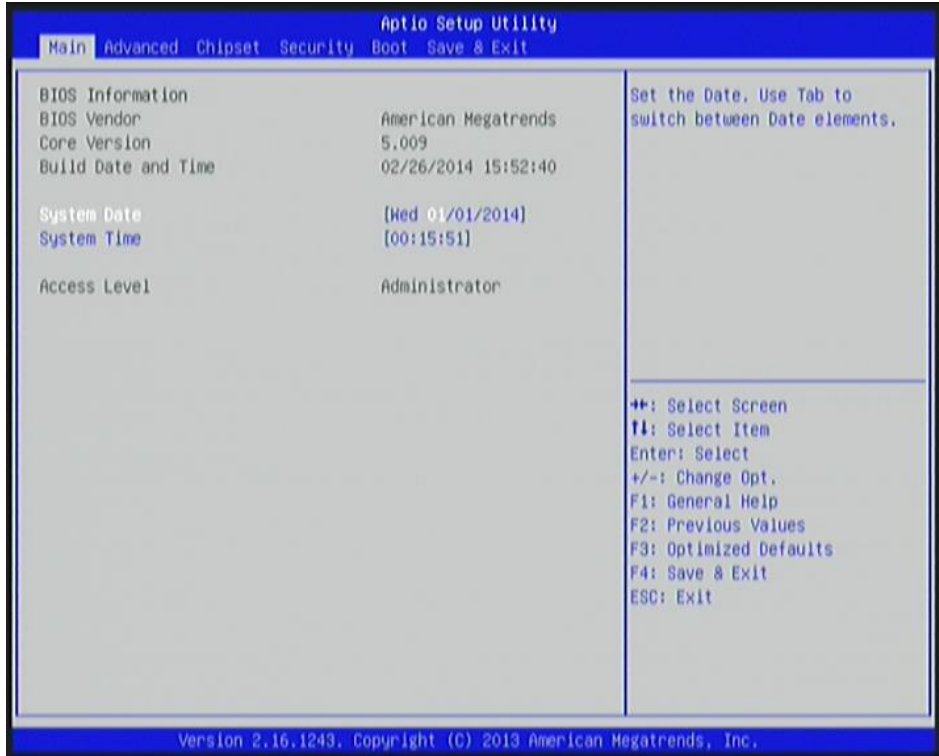 Aptio Setup Utility
Main Advanced Chipset Security Boot Save & Exit
BIOS Information
BIOS Vendor American Megatrends
Core Version 5.009
Build Date and Time 02/26/2014 15:52:40
System Date [Wed 01/01/2014]
System Time [00:15:51]
Access Level Administrator
Set the Date. Use Tab to
switch between Date elements.
→←: Select Screen
↑↓: Select Item
Enter: Select
+/-: Change Opt.
F1: General Help
F2: Previous Values
F3: Optimized Defaults
F4: Save & Exit
ESC: Exit
Version 2.16.1243. Copyright (C) 2013 American Megatrends, Inc.